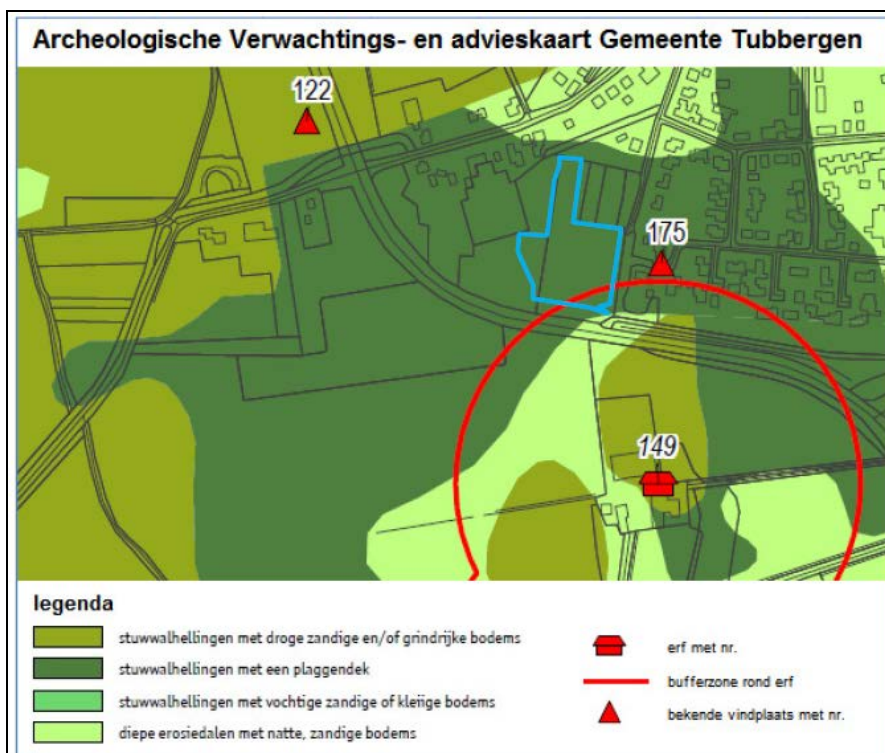 Archeologische Verwachtings- en advieskaart Gemeente Tubbergen
122
175
149
legenda
stuwwalhellingen met droge zandige en/of grindrijke bodems
stuwwalhellingen met een plaggendek
stuwwalhellingen met vochtige zandige of kleiïge bodems
diepe erosiedalen met natte, zandige bodems
erf met nr.
bufferzone rond erf
bekende vindplaats met nr.